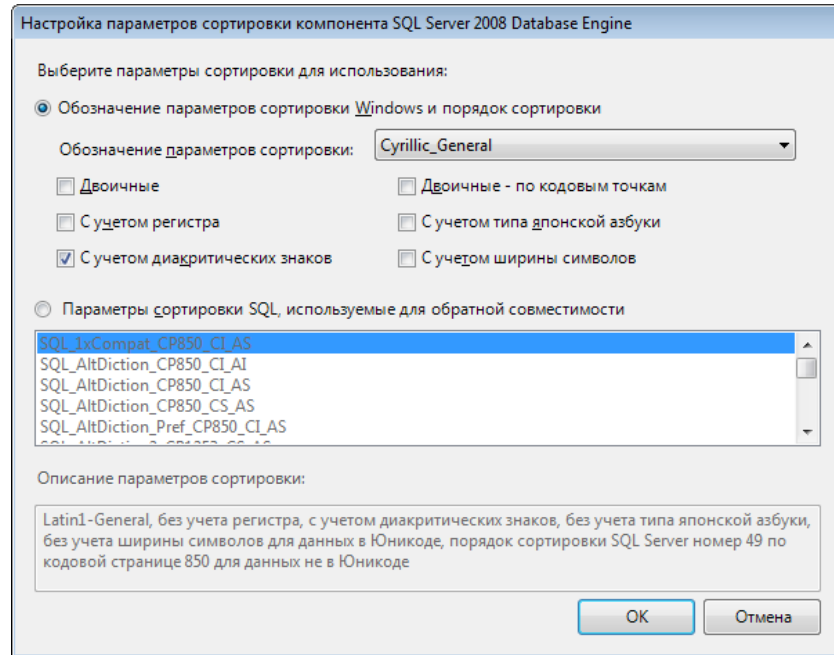 Настройка параметров сортировки компонента SQL Server 2008 Database Engine
Выберите параметры сортировки для использования:
Обозначение параметров сортировки Windows и порядок сортировки
Обозначение параметров сортировки: Cyrillic_General
Двоичные
Двоичные - по кодовым точкам
С учетом регистра
С учетом типа японской азбуки
С учетом диакритических знаков
С учетом ширины символов
Параметры сортировки SQL, используемые для обратной совместимости
SQL_1xCompat_CP850_CI_AS
SQL_AltDiction_CP850_CI_AI
SQL_AltDiction_CP850_CI_AS
SQL_AltDiction_CP850_CS_AS
SQL_AltDiction_Pref_CP850_CI_AS
Описание параметров сортировки:
Latin1-General, без учета регистра, с учетом диакритических знаков, без учета типа японской азбуки,
без учета ширины символов для данных в Юникоде, порядок сортировки SQL Server номер 49 по
кодовой странице 850 для данных не в Юникоде
OK
Отмена